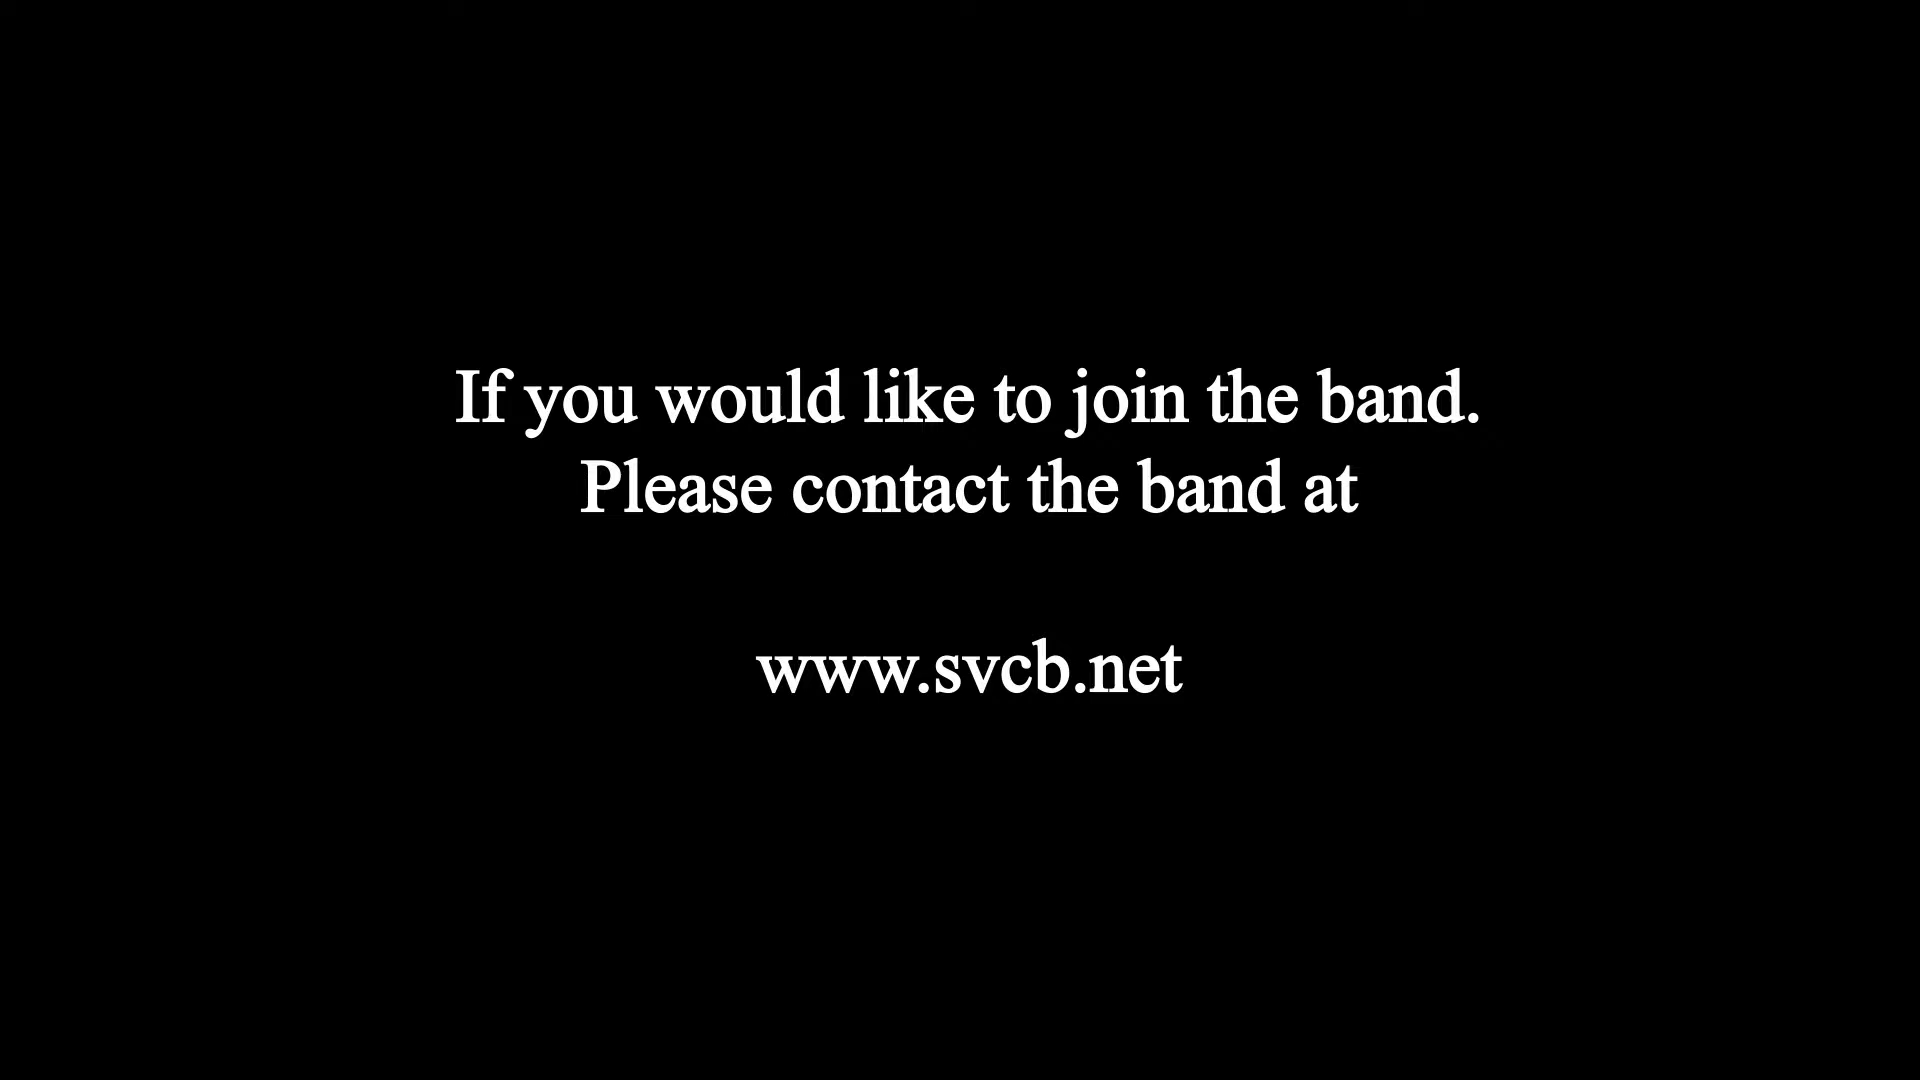 If you would like to join the band.
Please contact the band at
www.svcb.net